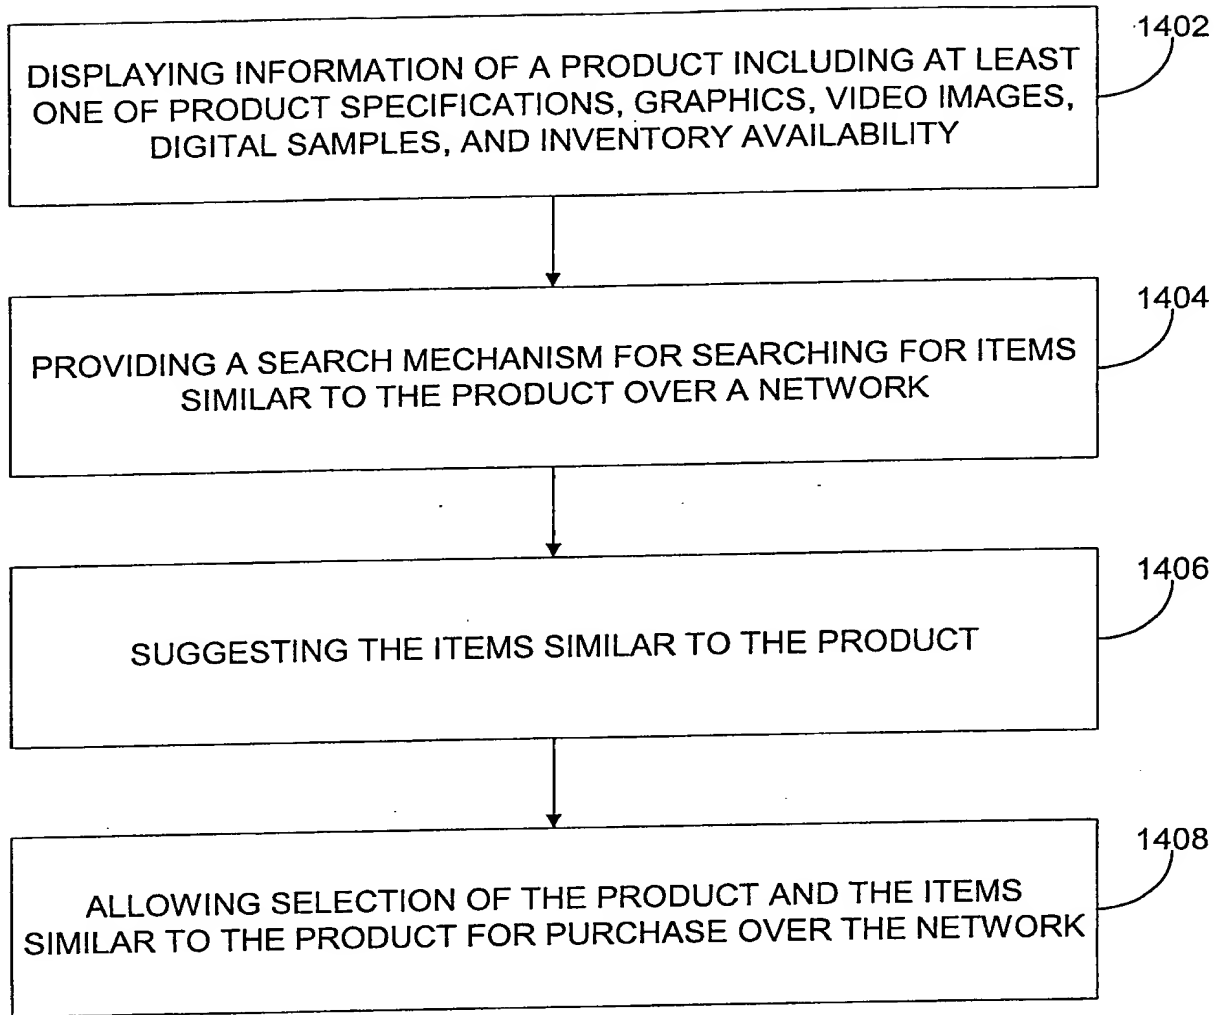 1402
DISPLAYING INFORMATION OF A PRODUCT INCLUDING AT LEAST
ONE OF PRODUCT SPECIFICATIONS, GRAPHICS, VIDEO IMAGES,
DIGITAL SAMPLES, AND INVENTORY AVAILABILITY
1404
PROVIDING A SEARCH MECHANISM FOR SEARCHING FOR ITEMS
SIMILAR TO THE PRODUCT OVER A NETWORK
1406
SUGGESTING THE ITEMS SIMILAR TO THE PRODUCT
1408
ALLOWING SELECTION OF THE PRODUCT AND THE ITEMS
SIMILAR TO THE PRODUCT FOR PURCHASE OVER THE NETWORK